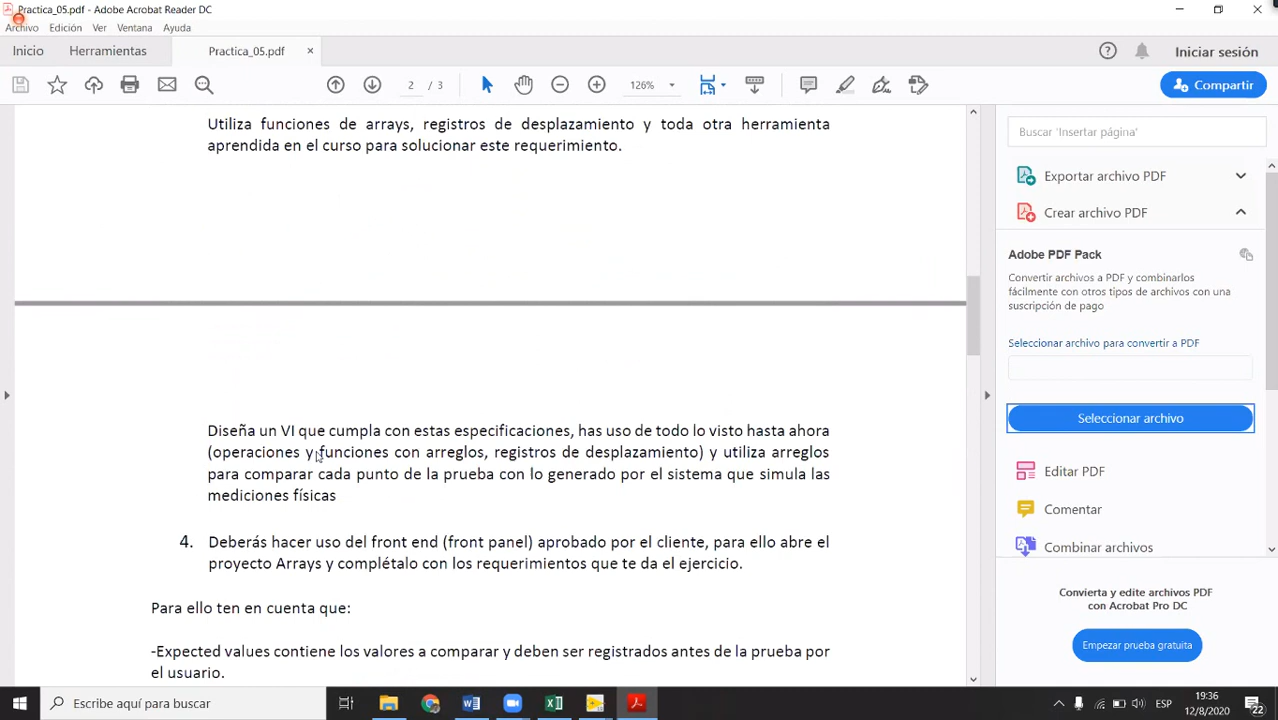 Practica_05.pdf - Adobe Acrobat Reader DC
Archivo Edición Ver Ventana Ayuda
Inicio Herramientas Practica_05.pdf × Iniciar sesión
2 / 3 126% Compartir
Utiliza funciones de arrays, registros de desplazamiento y toda otra herramienta
aprendida en el curso para solucionar este requerimiento.
Diseña un VI que cumpla con estas especificaciones, has uso de todo lo visto hasta ahora
(operaciones y funciones con arreglos, registros de desplazamiento) y utiliza arreglos
para comparar cada punto de la prueba con lo generado por el sistema que simula las
mediciones físicas
4. Deberás hacer uso del front end (front panel) aprobado por el cliente, para ello abre el
proyecto Arrays y complétalo con los requerimientos que te da el ejercicio.
Para ello ten en cuenta que:
-Expected values contiene los valores a comparar y deben ser registrados antes de la prueba por
el usuario.
Buscar 'Insertar página'
Exportar archivo PDF
Crear archivo PDF
Adobe PDF Pack
Convertir archivos a PDF y combinarlos
fácilmente con otros tipos de archivos con una
suscripción de pago
Seleccionar archivo para convertir a PDF
Seleccionar archivo
Editar PDF
Comentar
Combinar archivos
Convierta y edite archivos PDF
con Acrobat Pro DC
Empezar prueba gratuita
Escribe aquí para buscar
ESP
19:36
12/8/2020
22